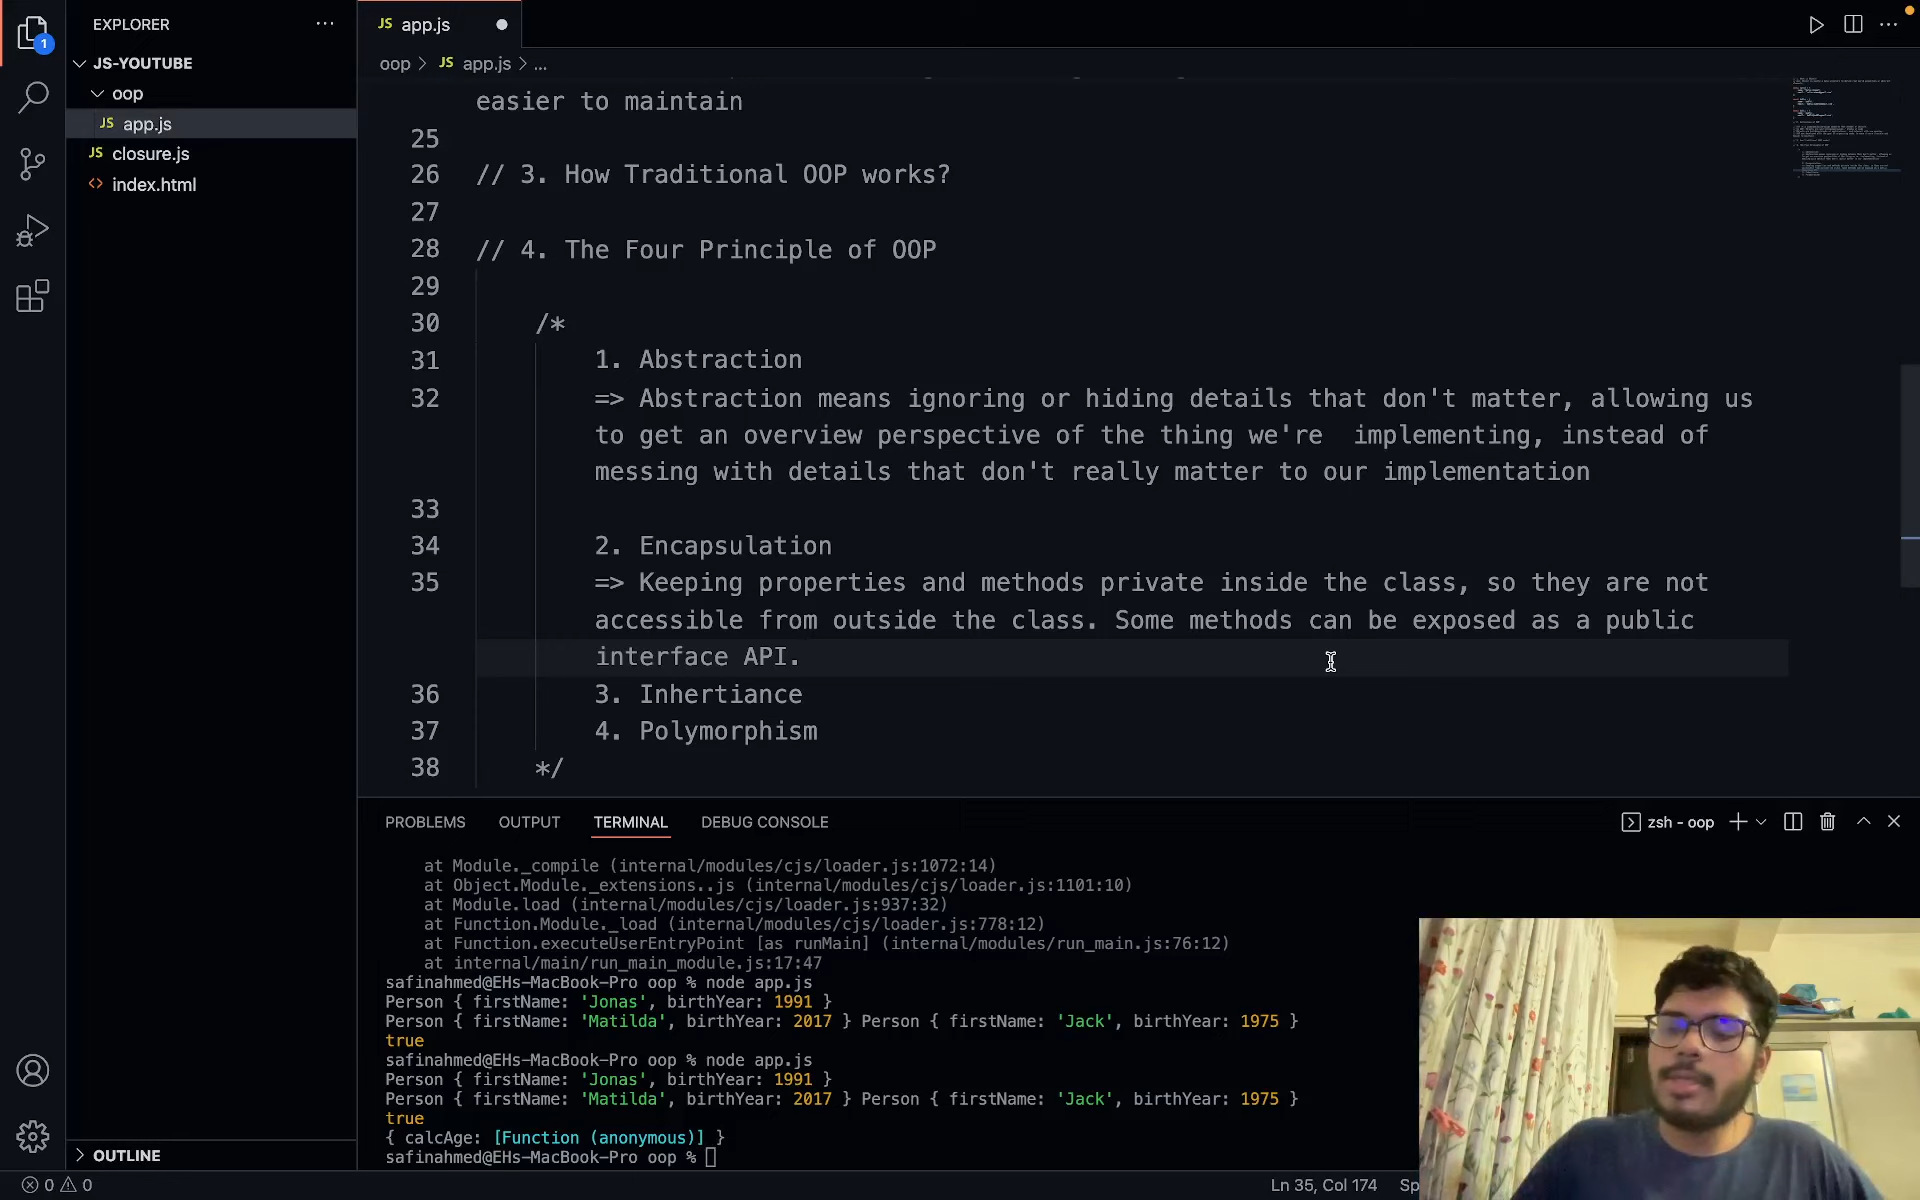 EXPLORER
JS-YOUTUBE
oop
JS app.js
JS closure.js
<> index.html
OUTLINE
1
JS app.js
oop > JS app.js > ...
easier to maintain
25
26 // 3. How Traditional OOP works?
27
28 // 4. The Four Principle of OOP
29
30 /*
31 1. Abstraction
32 => Abstraction means ignoring or hiding details that don't matter, allowing us
to get an overview perspective of the thing we're  implementing, instead of
messing with details that don't really matter to our implementation
33
34 2. Encapsulation
35 => Keeping properties and methods private inside the class, so they are not
accessible from outside the class. Some methods can be exposed as a public
interface API.
36 3. Inhertiance
37 4. Polymorphism
38 */
PROBLEMS OUTPUT TERMINAL DEBUG CONSOLE
zsh - oop
at Module._compile (internal/modules/cjs/loader.js:1072:14)
at Object.Module._extensions..js (internal/modules/cjs/loader.js:1101:10)
at Module.load (internal/modules/cjs/loader.js:937:32)
at Function.Module._load (internal/modules/cjs/loader.js:778:12)
at Function.executeUserEntryPoint [as runMain] (internal/modules/run_main.js:76:12)
at internal/main/run_main_module.js:17:47
safinahmed@EHs-MacBook-Pro oop % node app.js
Person { firstName: 'Jonas', birthYear: 1991 }
Person { firstName: 'Matilda', birthYear: 2017 } Person { firstName: 'Jack', birthYear: 1975 }
true
safinahmed@EHs-MacBook-Pro oop % node app.js
Person { firstName: 'Jonas', birthYear: 1991 }
Person { firstName: 'Matilda', birthYear: 2017 } Person { firstName: 'Jack', birthYear: 1975 }
true
{ calcAge: [Function (anonymous)] }
safinahmed@EHs-MacBook-Pro oop %
0 0
Ln 35, Col 174 Sp